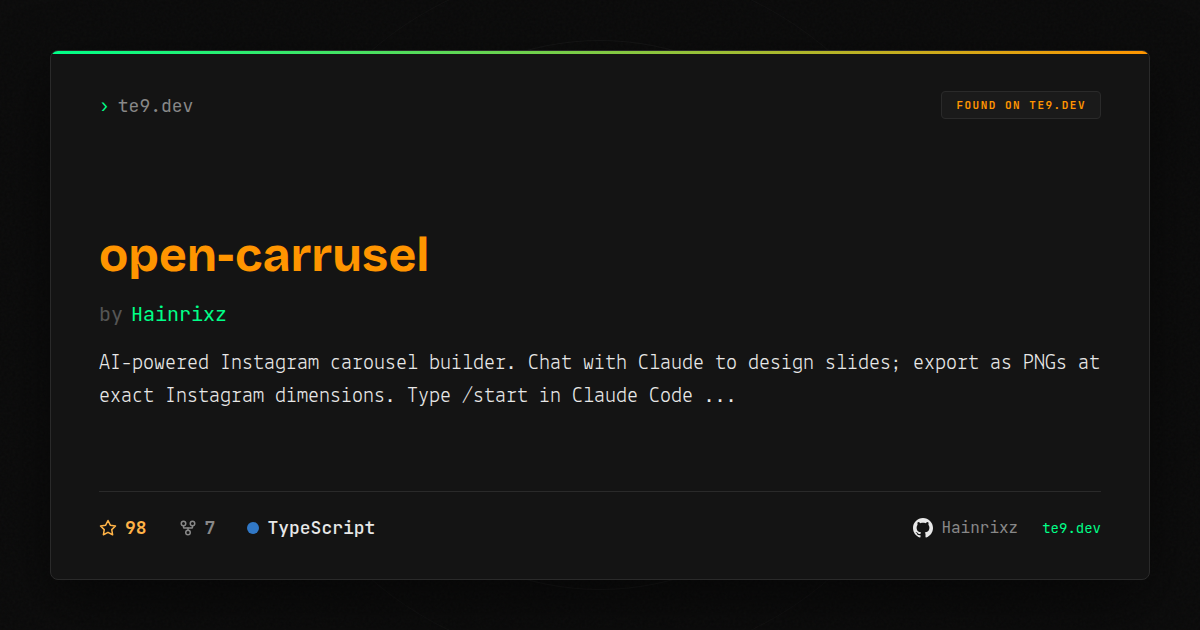 › te9.dev
FOUND ON TE9.DEV
open-carrusel
by Hainrixz
AI-powered Instagram carousel builder. Chat with Claude to design slides; export as PNGs at
exact Instagram dimensions. Type /start in Claude Code ...
98 7 TypeScript
Hainrixz te9.dev